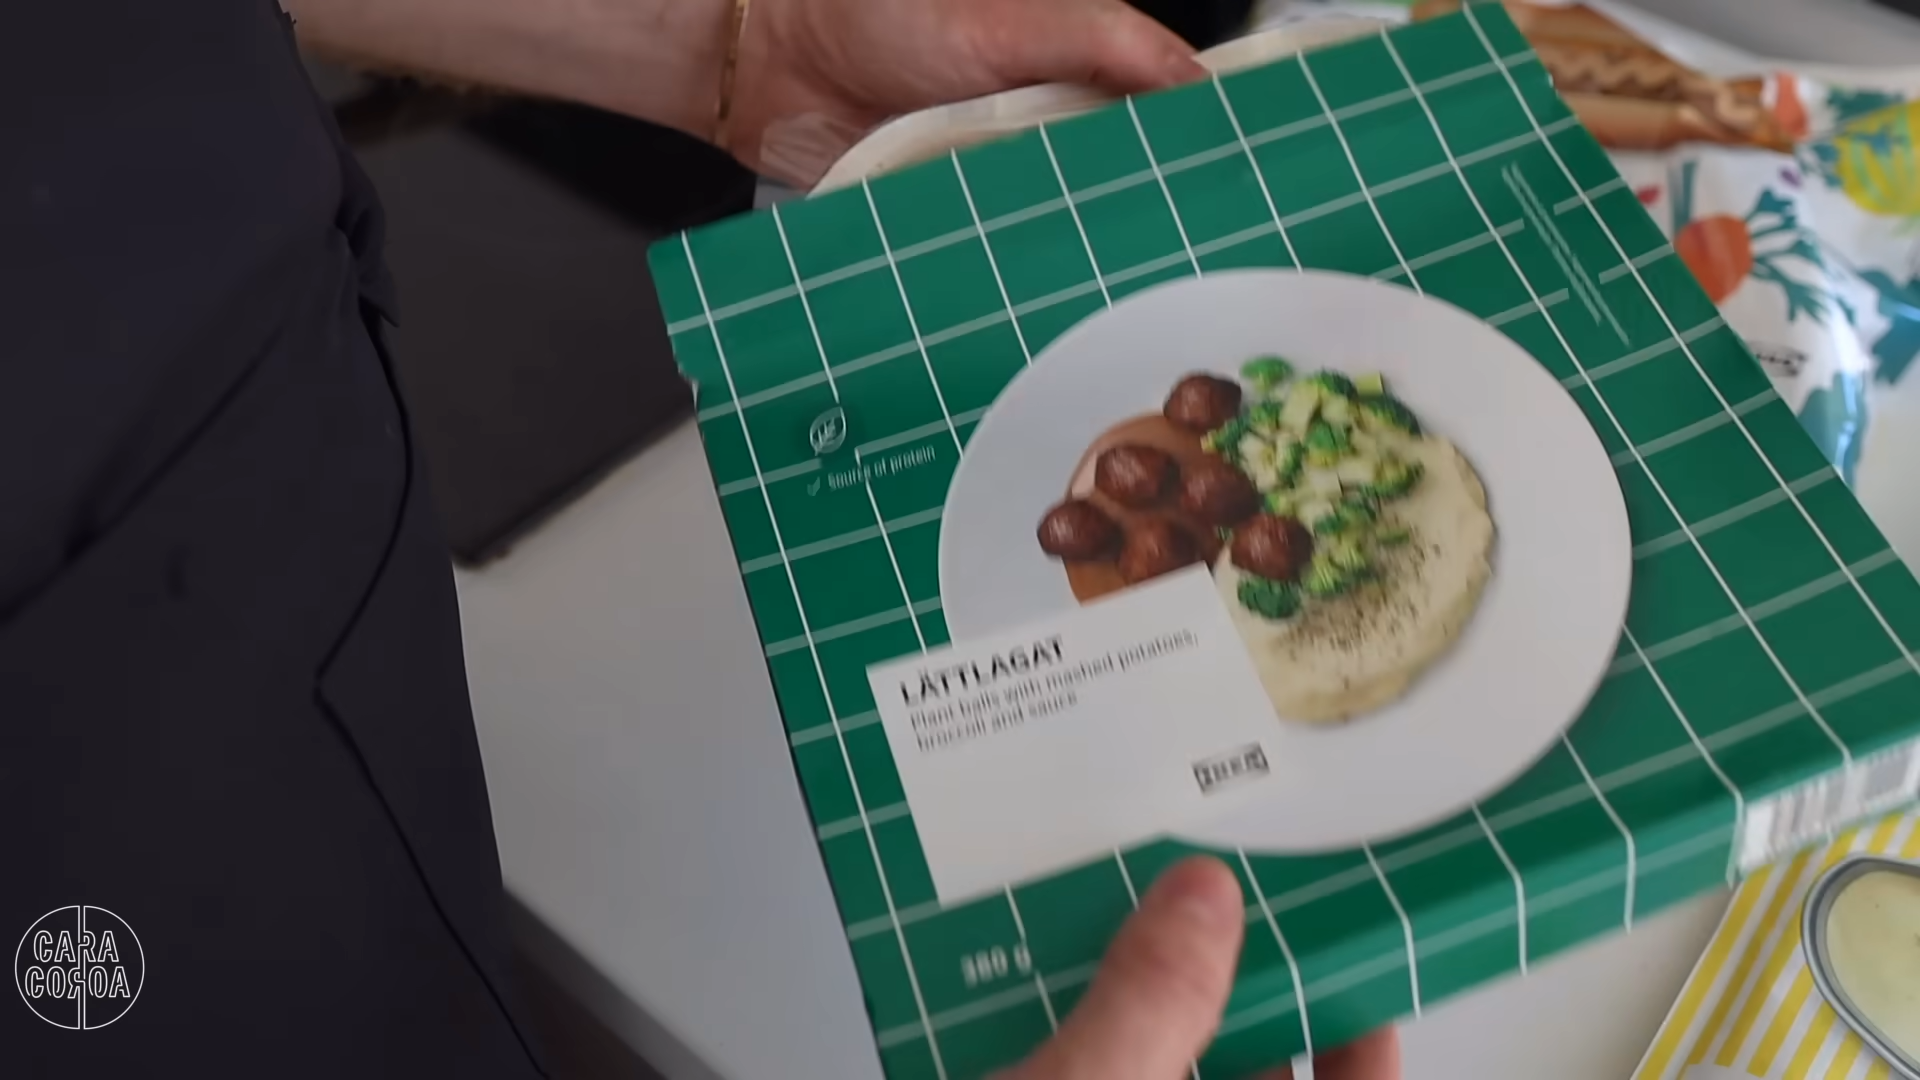 Source of protein
LÄTTLAGAT
Plant balls with mashed potatoes,
broccoli and sauce
IKEA
380 g
CARA
COROA